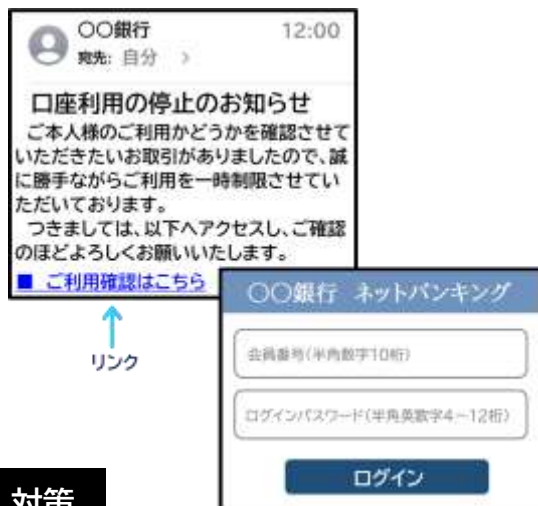 〇〇銀行 12:00
宛先: 自分 >
口座利用の停止のお知らせ
ご本人様のご利用かどうかを確認させて
いただきたいお取引がありましたので、誠
に勝手ながらご利用を一時制限させてい
ただいております。
つきましては、以下へアクセスし、ご確認
のほどよろしくお願いいたします。
■ ご利用確認はこちら
リンク
〇〇銀行 ネットバンキング
会員番号(半角数字10桁)
ログインパスワード(半角英数字4-12桁)
ログイン
対策